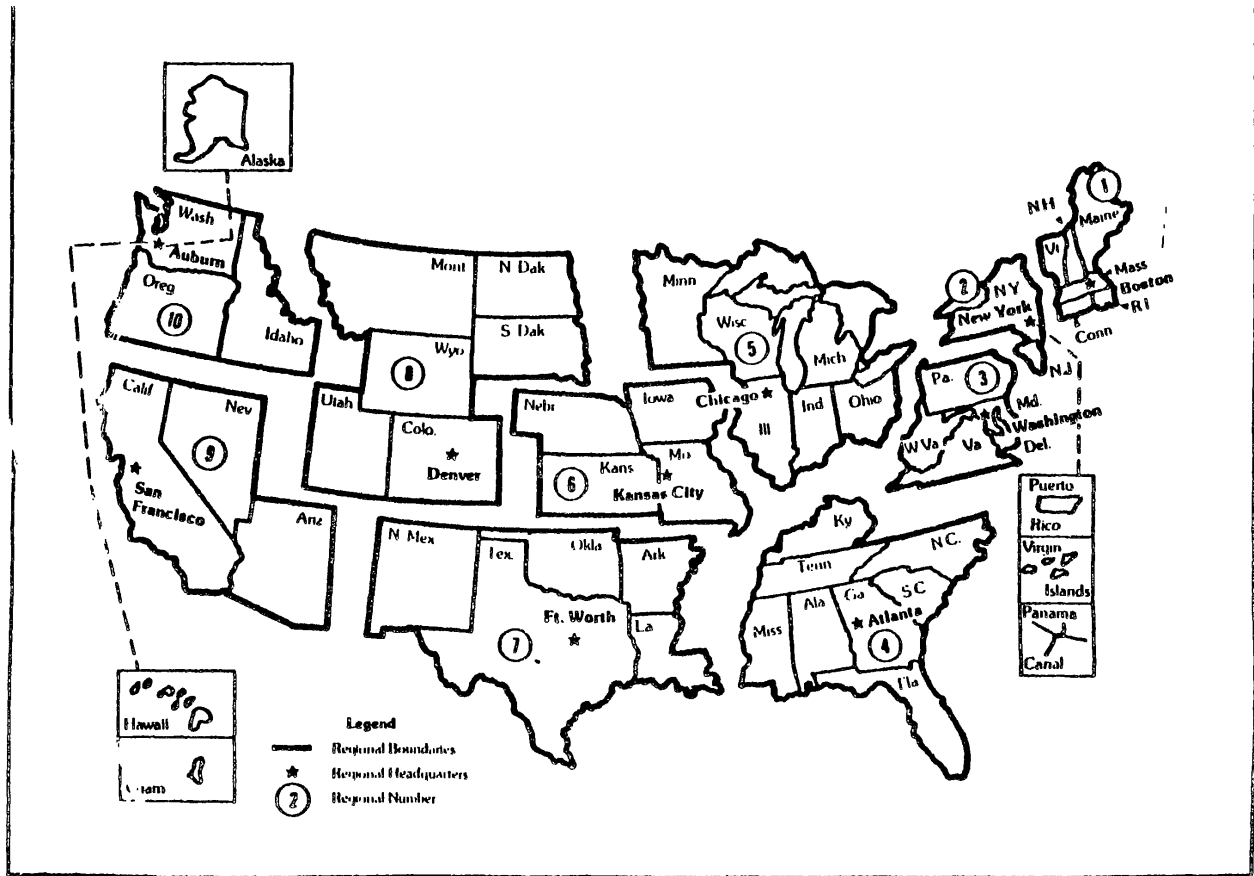 Alaska
1
NH
Maine
Wash
Auburn
Vt
Mass
Boston
RI
Conn
Mont
N Dak
Minn
2
NY
New York
N.J
Oreg
10
Idaho
S Dak
Wisc
5
Mich
Wyo
8
Pa.
3
Md.
Washington
Del.
W Va
Va
Calif
Nev
Utah
Colo.
Denver
Nebr
Iowa
Chicago
Ill
Ind
Ohio
9
San
Francisco
6
Kans
Mo
Kansas City
Puerto
Rico
Virgin
Islands
Panama
Canal
Ariz
N Mex
Tex.
Okla
Ark
Ky
Tenn
N C.
S C
Ft. Worth
La
7
Miss
Ala
Ga
Atlanta
4
Fla
Hawaii
Guam
Legend
Regional Boundaries
Regional Headquarters
2
Regional Number